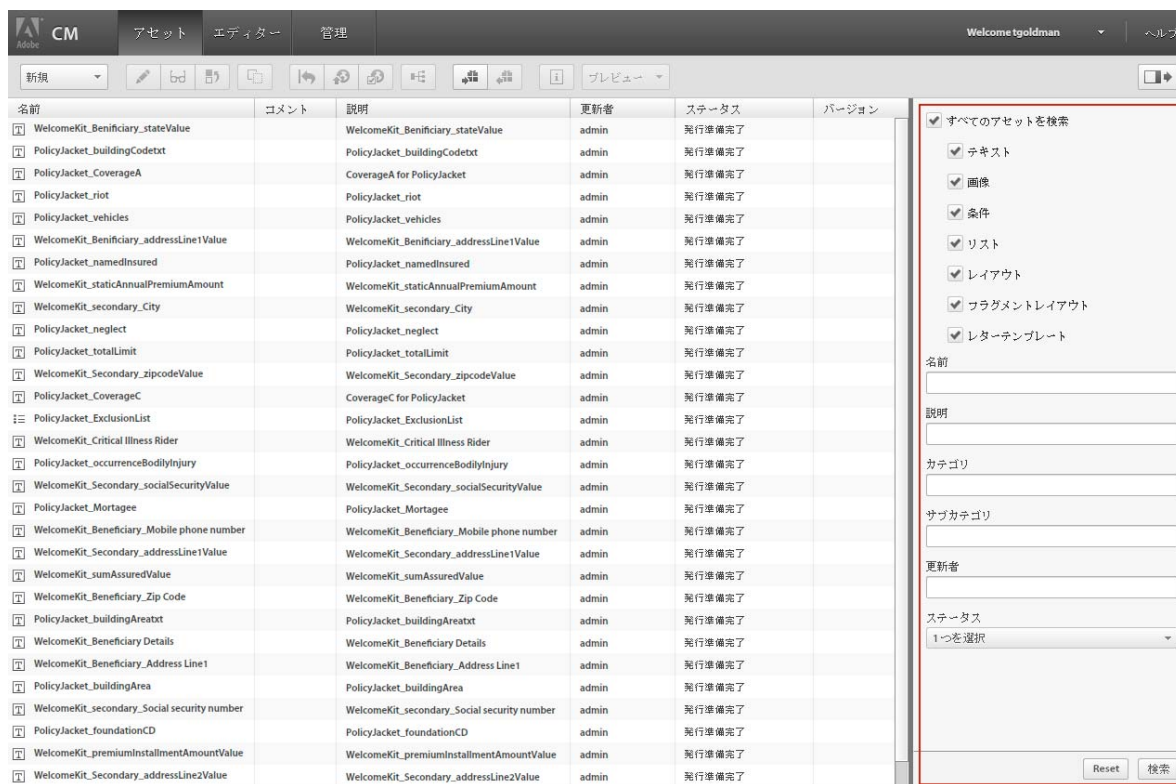 Adobe
CM
アセット
エディター
管理
Welcome tgoldman
ヘルプ
新規
プレビュー
名前 コメント 説明 更新者 ステータス バージョン
WelcomeKit_Benificiary_stateValue WelcomeKit_Benificiary_stateValue admin 発行準備完了
PolicyJacket_buildingCodetxt PolicyJacket_buildingCodetxt admin 発行準備完了
PolicyJacket_CoverageA CoverageA for PolicyJacket admin 発行準備完了
PolicyJacket_riot PolicyJacket_riot admin 発行準備完了
PolicyJacket_vehicles PolicyJacket_vehicles admin 発行準備完了
WelcomeKit_Benificiary_addressLine1Value WelcomeKit_Benificiary_addressLine1Value admin 発行準備完了
PolicyJacket_namedInsured PolicyJacket_namedInsured admin 発行準備完了
WelcomeKit_staticAnnualPremiumAmount WelcomeKit_staticAnnualPremiumAmount admin 発行準備完了
WelcomeKit_secondary_City WelcomeKit_secondary_City admin 発行準備完了
PolicyJacket_neglect PolicyJacket_neglect admin 発行準備完了
PolicyJacket_totalLimit PolicyJacket_totalLimit admin 発行準備完了
WelcomeKit_Secondary_zipcodeValue WelcomeKit_Secondary_zipcodeValue admin 発行準備完了
PolicyJacket_CoverageC CoverageC for PolicyJacket admin 発行準備完了
PolicyJacket_ExclusionList PolicyJacket_ExclusionList admin 発行準備完了
WelcomeKit_Critical Illness Rider WelcomeKit_Critical Illness Rider admin 発行準備完了
PolicyJacket_occurrenceBodilyInjury PolicyJacket_occurrenceBodilyInjury admin 発行準備完了
WelcomeKit_Secondary_socialSecurityValue WelcomeKit_Secondary_socialSecurityValue admin 発行準備完了
PolicyJacket_Mortagee PolicyJacket_Mortagee admin 発行準備完了
WelcomeKit_Beneficiary_Mobile phone number WelcomeKit_Beneficiary_Mobile phone number admin 発行準備完了
WelcomeKit_Secondary_addressLine1Value WelcomeKit_Secondary_addressLine1Value admin 発行準備完了
WelcomeKit_sumAssuredValue WelcomeKit_sumAssuredValue admin 発行準備完了
WelcomeKit_Beneficiary_Zip Code WelcomeKit_Beneficiary_Zip Code admin 発行準備完了
PolicyJacket_buildingAreatxt PolicyJacket_buildingAreatxt admin 発行準備完了
WelcomeKit_Beneficiary Details WelcomeKit_Beneficiary Details admin 発行準備完了
WelcomeKit_Beneficiary_Address Line1 WelcomeKit_Beneficiary_Address Line1 admin 発行準備完了
PolicyJacket_buildingArea PolicyJacket_buildingArea admin 発行準備完了
WelcomeKit_secondary_Social security number WelcomeKit_secondary_Social security number admin 発行準備完了
PolicyJacket_foundationCD PolicyJacket_foundationCD admin 発行準備完了
WelcomeKit_premiumInstallmentAmountValue WelcomeKit_premiumInstallmentAmountValue admin 発行準備完了
WelcomeKit_Secondary_addressLine2Value WelcomeKit_Secondary_addressLine2Value admin 発行準備完了
すべてのアセットを検索
テキスト
画像
条件
リスト
レイアウト
フラグメントレイアウト
レターテンプレート
名前
説明
カテゴリ
サブカテゴリ
更新者
ステータス
1つを選択
Reset
検索